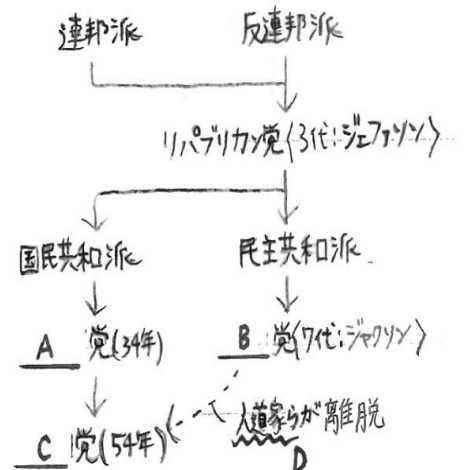 連邦派 反連邦派
リパブリカン党〈3代:ジェファソン〉
国民共和派 民主共和派
A 党(34年) B 党〈7代:ジャクソン〉
C 党(54年) 人道家らが離脱
D